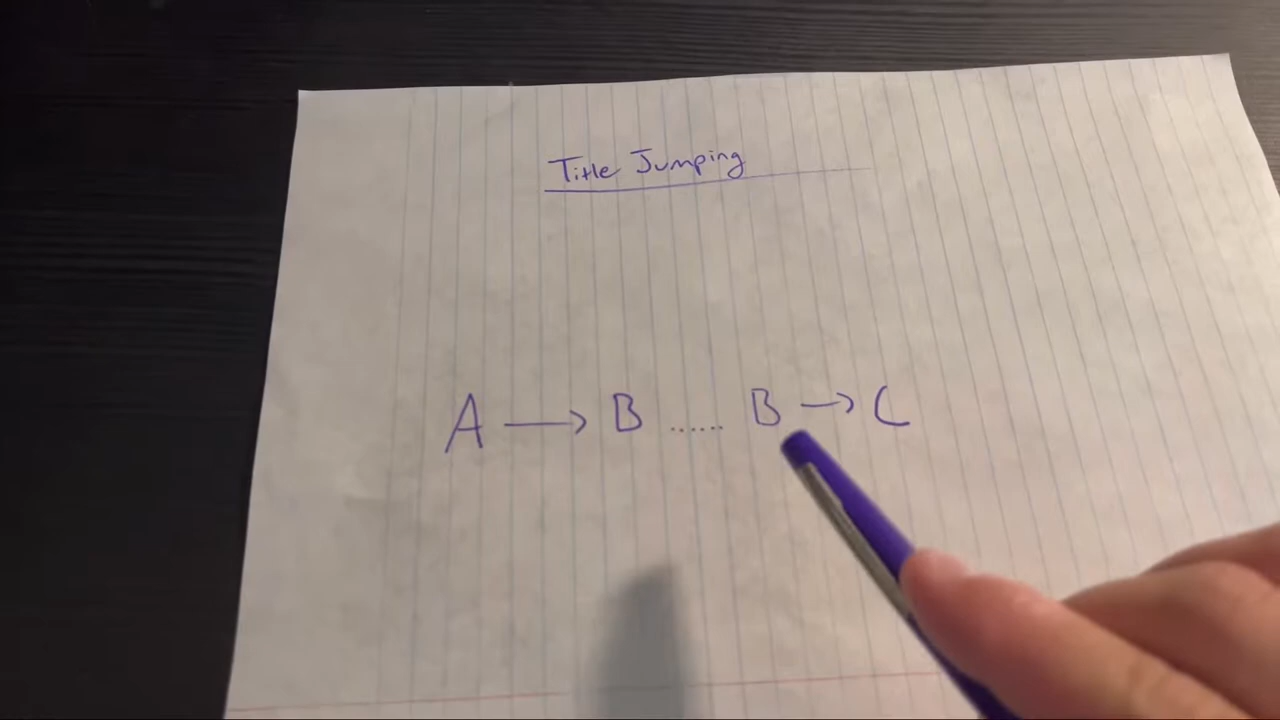 Title Jumping
A → B ...... B → C